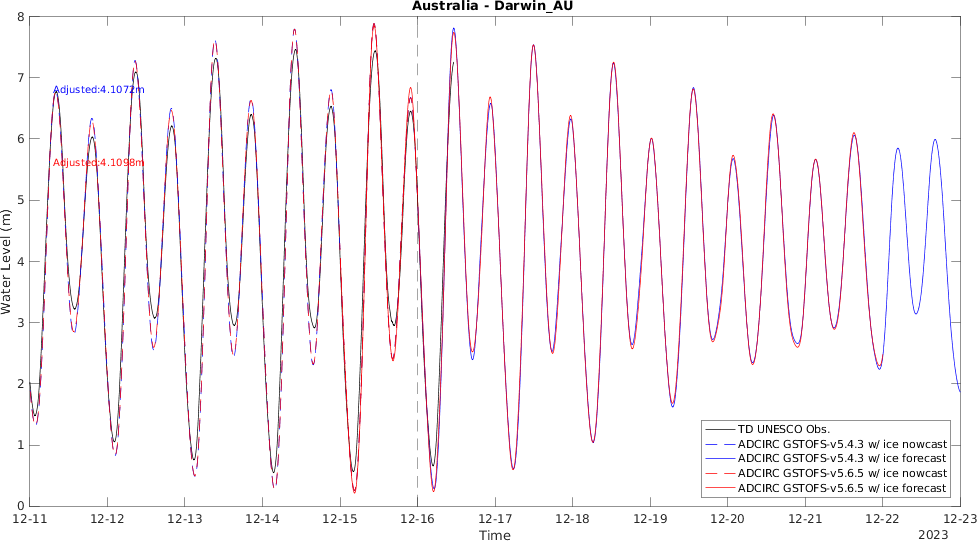 Australia - Darwin_AU
8
7
6
5
4
3
2
1
0
Water Level (m)
Adjusted:4.1072m
Adjusted:4.1098m
TD UNESCO Obs.
ADCIRC GSTOFS-v5.4.3 w/ ice nowcast
ADCIRC GSTOFS-v5.4.3 w/ ice forecast
ADCIRC GSTOFS-v5.6.5 w/ ice nowcast
ADCIRC GSTOFS-v5.6.5 w/ ice forecast
12-11 12-12 12-13 12-14 12-15 12-16 12-17 12-18 12-19 12-20 12-21 12-22 12-23
Time
2023